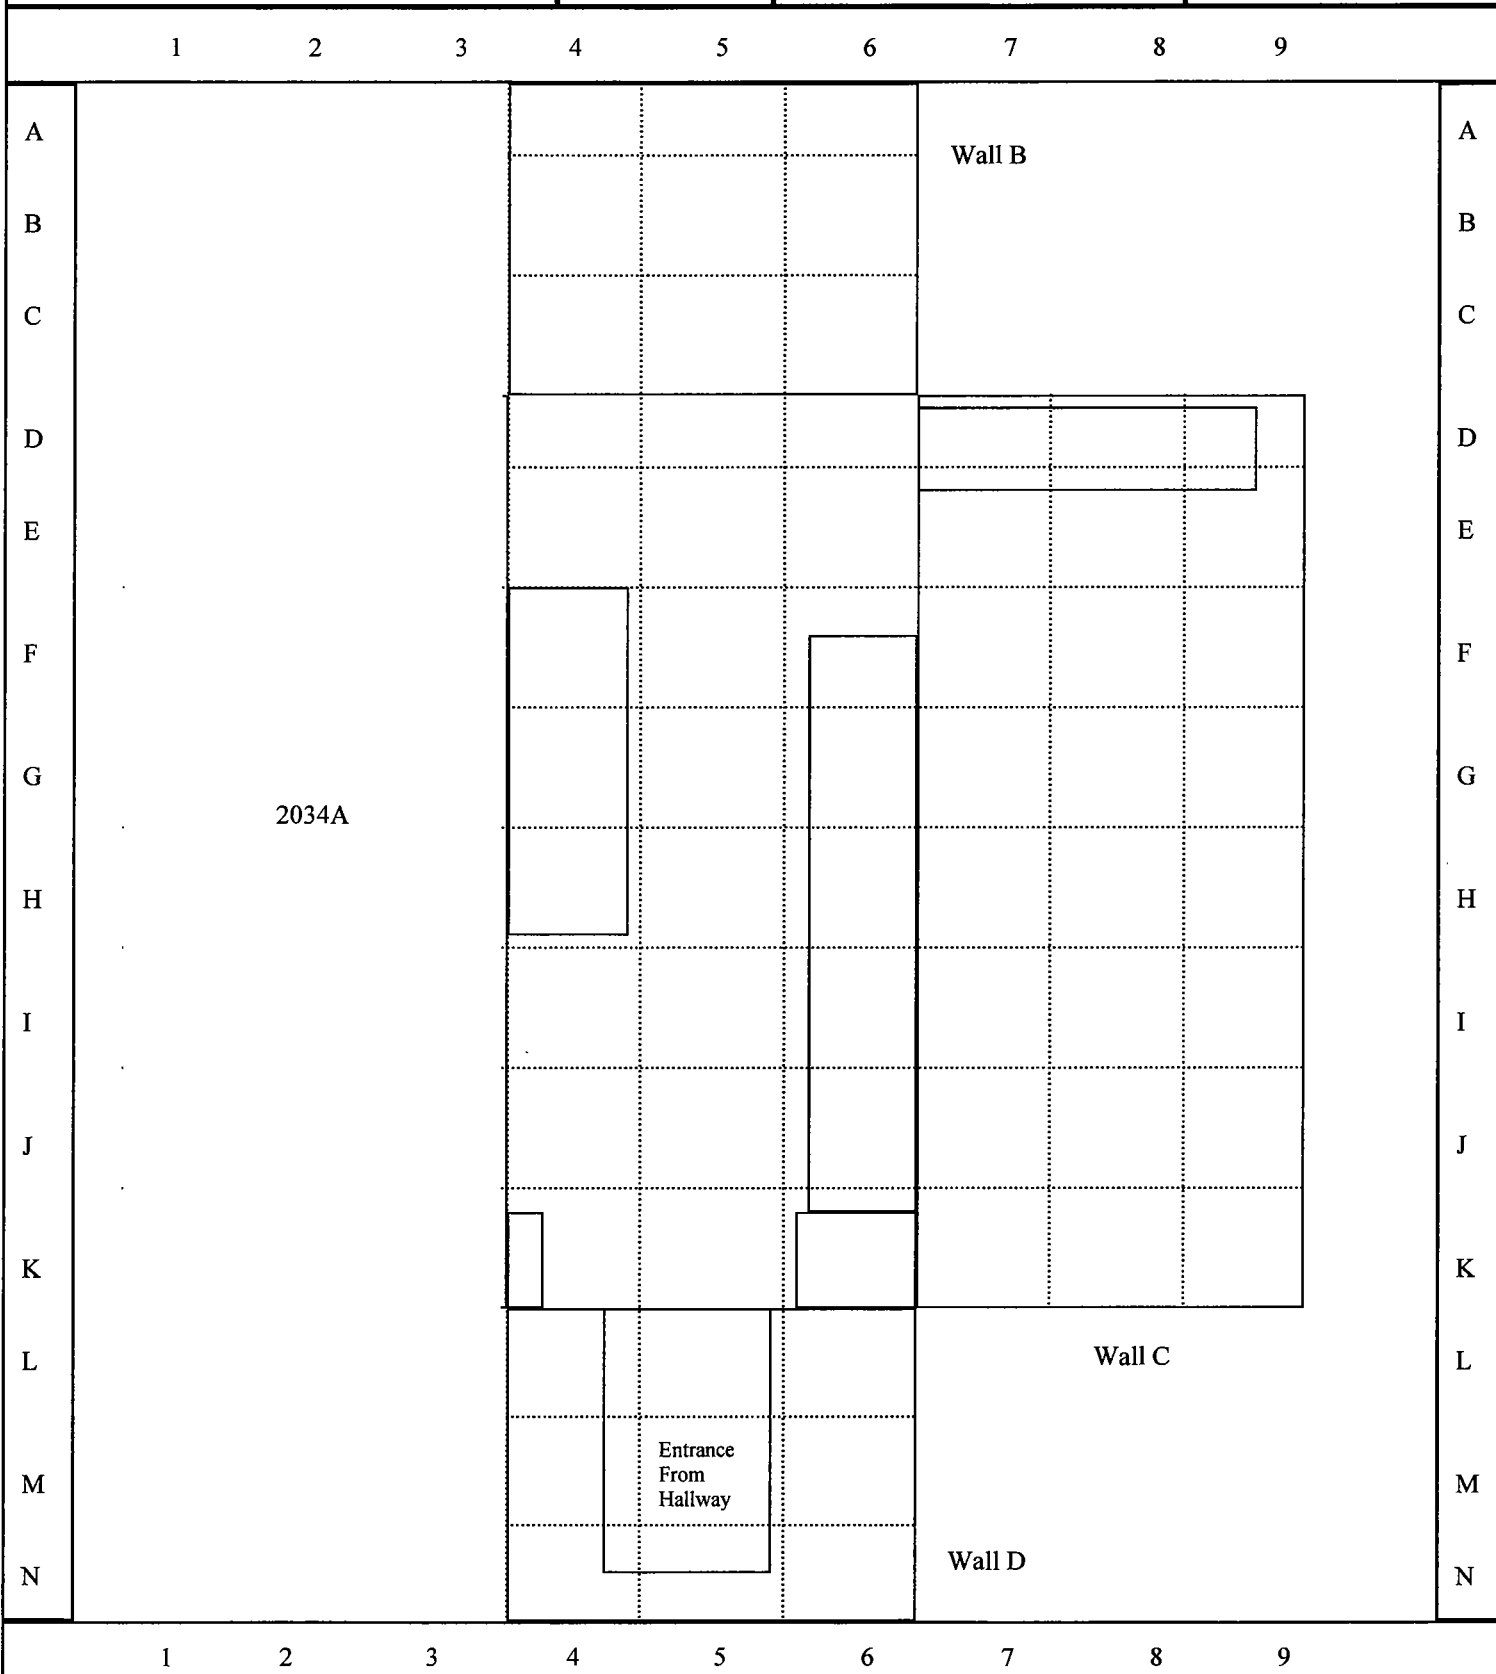 1 2 3 4 5 6 7 8 9
A A
Wall B
B B
C C
D D
E E
F F
G G
2034A
H H
I I
J J
K K
L Wall C L
Entrance
From
M M
Hallway
Wall D
N N
1 2 3 4 5 6 7 8 9